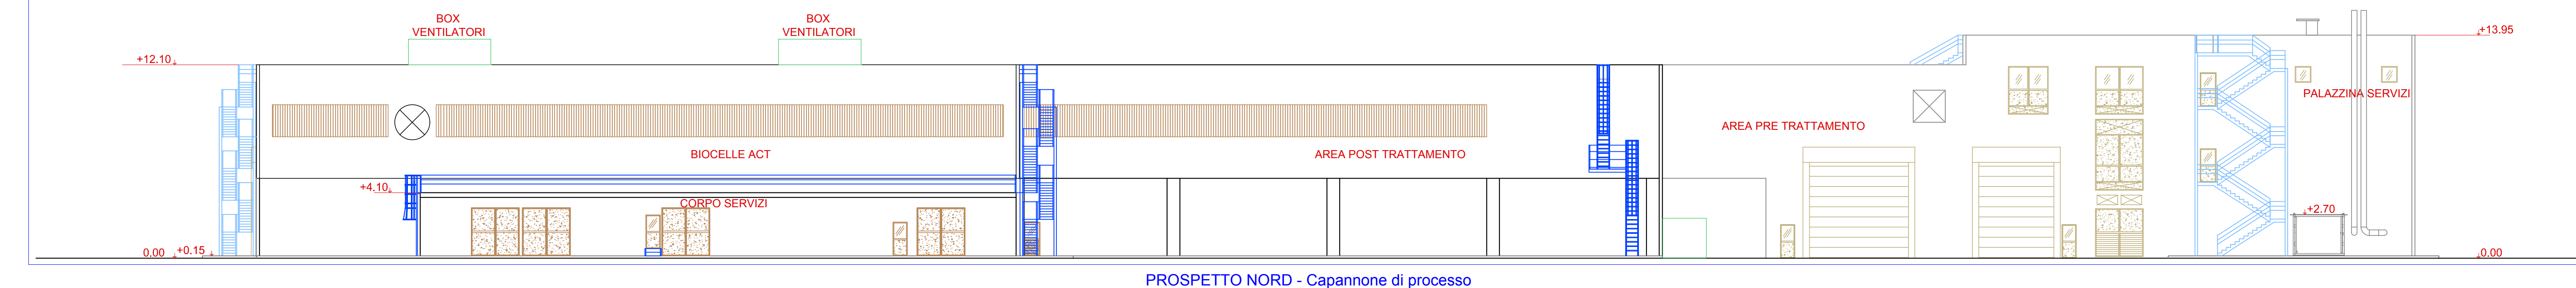 BOX
VENTILATORI
BOX
VENTILATORI
+13.95
+12.10
PALAZZINA SERVIZI
AREA PRE TRATTAMENTO
BIOCELLE ACT
AREA POST TRATTAMENTO
+4.10
CORPO SERVIZI
+2.70
0.00
+0.15
0.00
PROSPETTO NORD - Capannone di processo